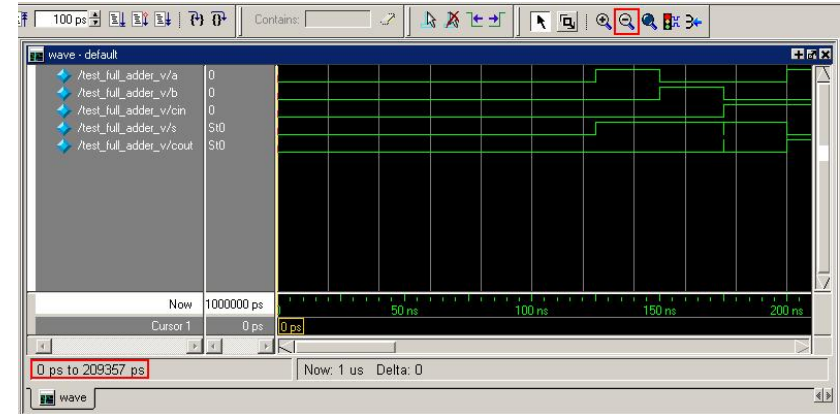 100 ps
Contains:
wave - default
/test_full_adder_v/a 0
/test_full_adder_v/b 0
/test_full_adder_v/cin 0
/test_full_adder_v/s St0
/test_full_adder_v/cout St0
Now 1000000 ps
50 ns 100 ns 150 ns 200 ns
Cursor 1 0 ps 0 ps
0 ps to 209357 ps Now: 1 us Delta: 0
wave